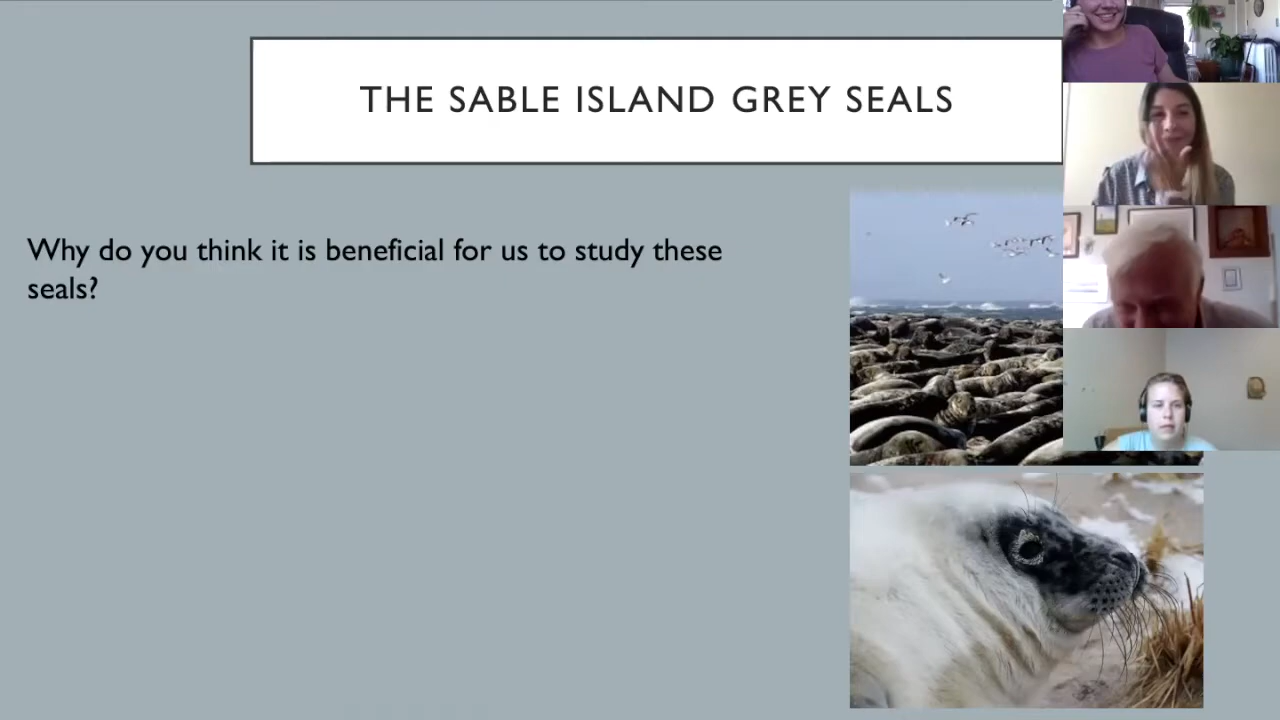 THE SABLE ISLAND GREY SEALS
Why do you think it is beneficial for us to study these
seals?